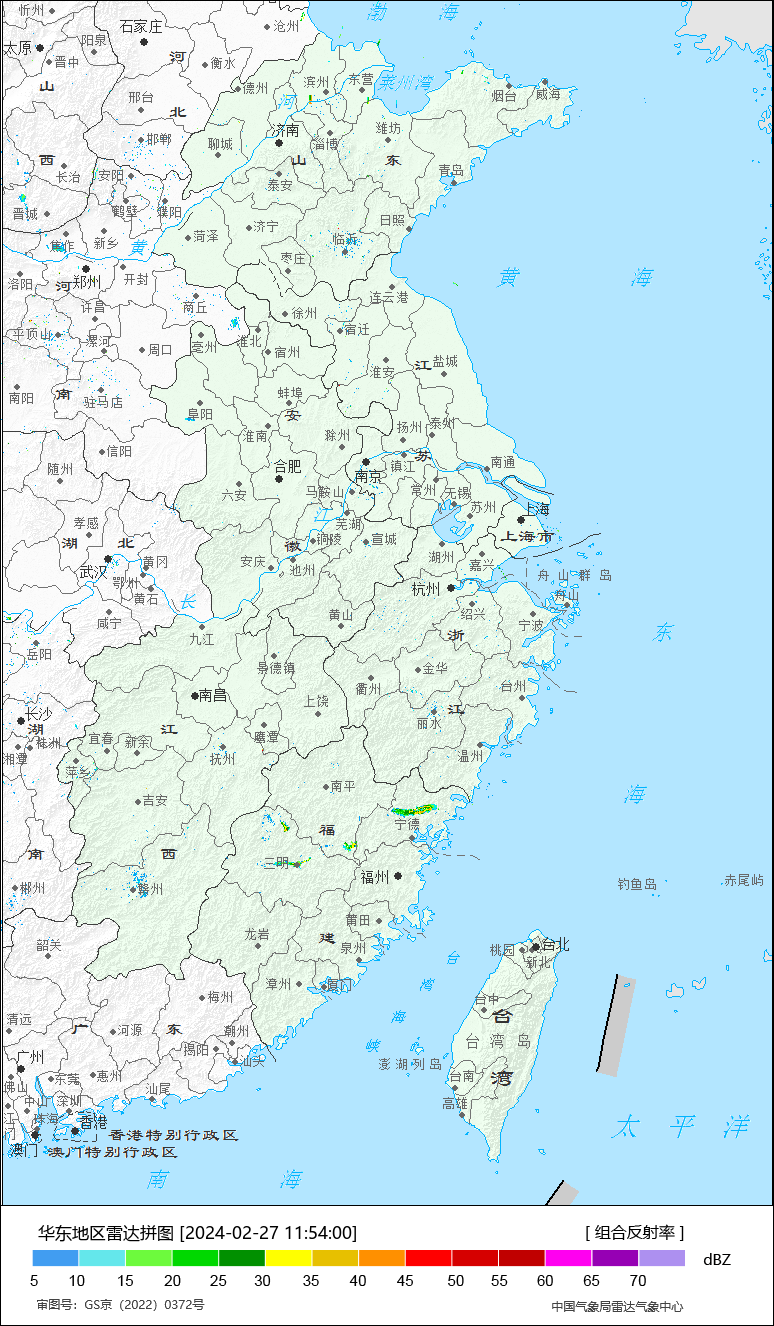 忻州
石家庄
沧州
渤海
太原
阳泉
河
晋中
衡水
滨州
东营
莱州湾
山
德州
烟台
威海
邢台
北
河
济南
潍坊
邯郸
聊城
淄博
西
山
东
长治
安阳
泰安
青岛
晋城
鹤壁
濮阳
日照
焦作
新乡
黄
菏泽
济宁
临沂
枣庄
洛阳
河
郑州
开封
黄海
许昌
商丘
徐州
连云港
平顶山
漯河
周口
亳州
淮北
宿州
宿迁
江
盐城
淮安
南阳
南
驻马店
阜阳
蚌埠
安
扬州
泰州
信阳
淮南
滁州
苏
随州
合肥
南京
镇江
南通
六安
马鞍山
常州
无锡
苏州
上海
孝感
江
芜湖
上海市
湖北
徽
铜陵
宣城
湖州
嘉兴
武汉
黄冈
安庆
池州
舟山群岛
鄂州
黄石
长
杭州
舟山
咸宁
黄山
绍兴
宁波
九江
浙
东
岳阳
景德镇
衢州
金华
台州
长沙
南昌
上饶
湖
株洲
江
丽水
江
湘潭
宜春
新余
鹰潭
萍乡
抚州
温州
吉安
南平
海
福
宁德
南
西
三明
福州
郴州
赣州
钓鱼岛
赤尾屿
莆田
韶关
龙岩
建
泉州
台北
桃园
新北
台
漳州
厦门
湾
梅州
台中
清远
广东
河源
潮州
海
台
揭阳
台湾岛
广州
汕头
峡
澎湖列岛
佛山
东莞
惠州
台南
湾
汕尾
中山
深圳
高雄
珠海
香港
太平洋
香港特别行政区
澳门
澳门特别行政区
南海
华东地区雷达拼图 [2024-02-27 11:54:00]
[ 组合反射率 ]
dBZ
5 10 15 20 25 30 35 40 45 50 55 60 65 70
审图号：GS京（2022）0372号
中国气象局雷达气象中心